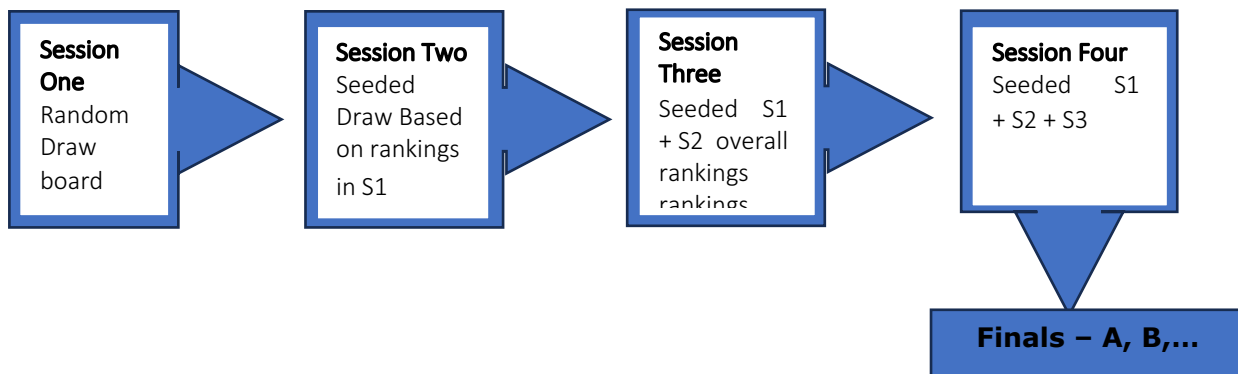 Session
One
Random
Draw
board
Session Two
Seeded
Draw Based
on rankings
in S1
Session
Three
Seeded S1
+ S2 overall
rankings
rankings
Session Four
Seeded S1
+ S2 + S3
Finals – A, B,...